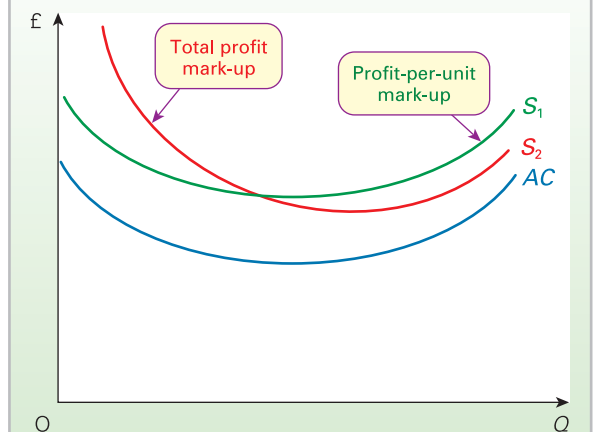 £
Total profit
mark-up
Profit-per-unit
mark-up
S₁
S₂
AC
O
Q